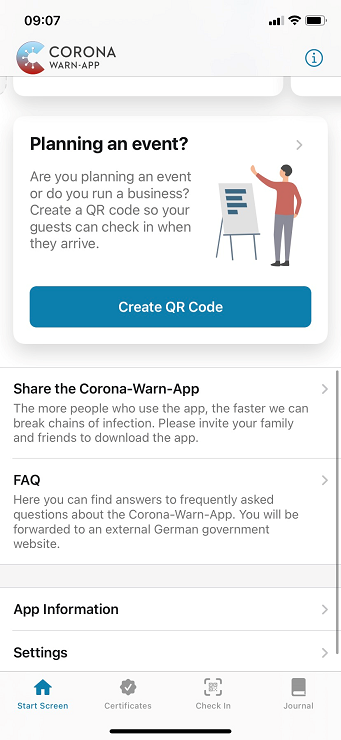 09:07
CORONA
WARN-APP
Planning an event?
Are you planning an event
or do you run a business?
Create a QR code so your
guests can check in when
they arrive.
Create QR Code
Share the Corona-Warn-App
The more people who use the app, the faster we can
break chains of infection. Please invite your family
and friends to download the app.
FAQ
Here you can find answers to frequently asked
questions about the Corona-Warn-App. You will be
forwarded to an external German government
website.
App Information
Settings
Start Screen
Certificates
Check In
Journal